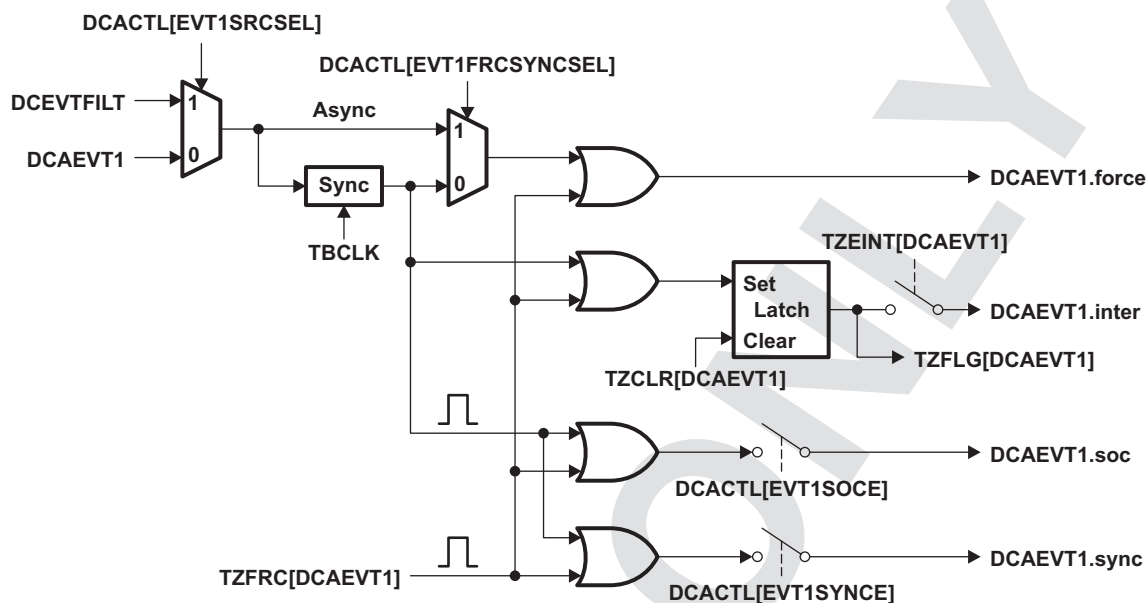 DCACTL[EVT1SRCSEL]
DCACTL[EVT1FRCSYNCSEL]
DCEVTFILT
1
Async
1
DCAEVT1
0
Sync
0
DCAEVT1.force
TBCLK
TZEINT[DCAEVT1]
Set
Latch
DCAEVT1.inter
Clear
TZCLR[DCAEVT1]
TZFLG[DCAEVT1]
DCAEVT1.soc
DCACTL[EVT1SOCE]
DCAEVT1.sync
TZFRC[DCAEVT1]
DCACTL[EVT1SYNCE]
ONLY